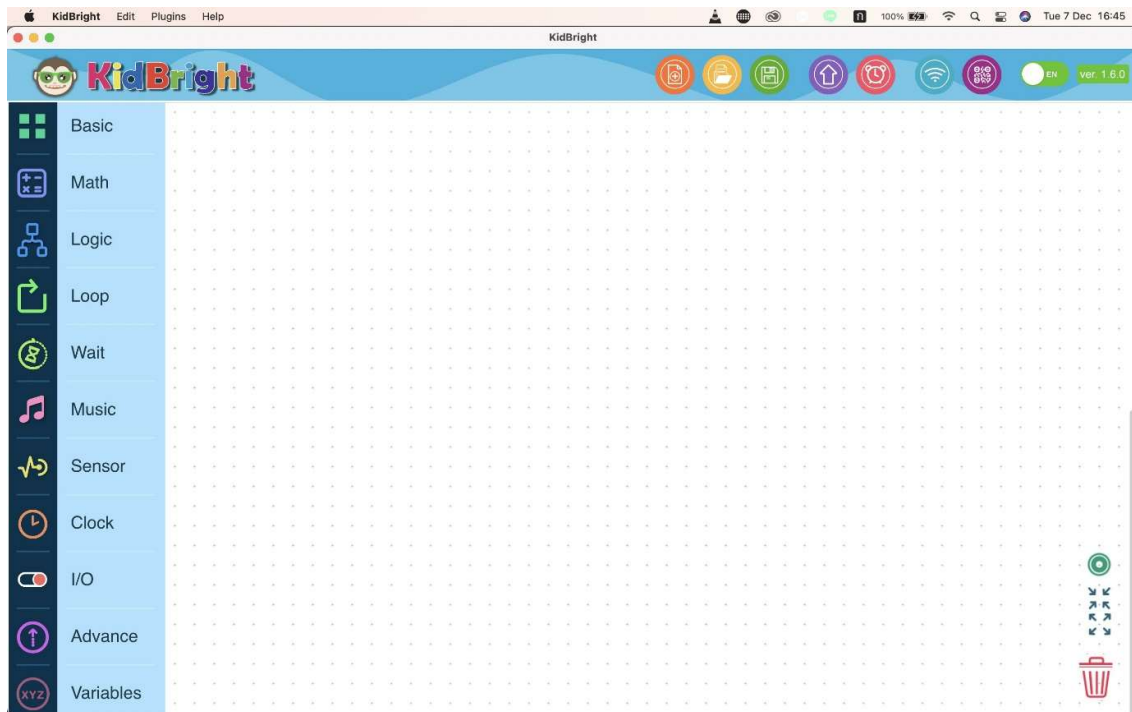 KidBright Edit Plugins Help 100% Tue 7 Dec 16:45
KidBright
KidBright EN ver. 1.6.0
Basic
Math
Logic
Loop
Wait
Music
Sensor
Clock
I/O
Advance
XYZ Variables